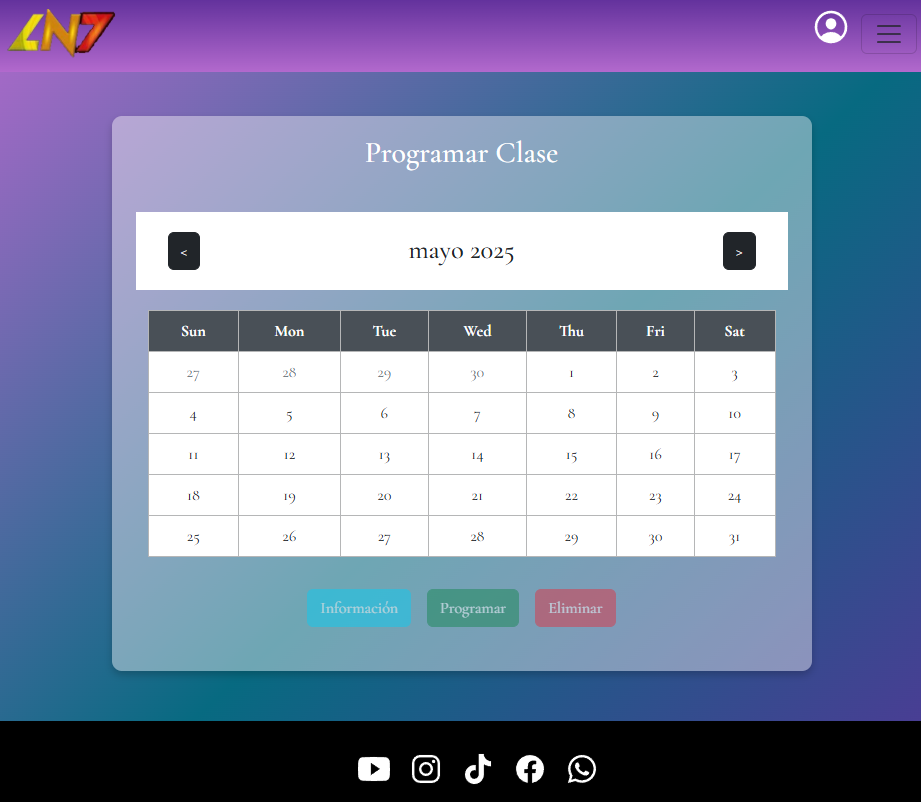 LN7
Programar Clase
< mayo 2025 >
Sun Mon Tue Wed Thu Fri Sat
27 28 29 30 1 2 3
4 5 6 7 8 9 10
11 12 13 14 15 16 17
18 19 20 21 22 23 24
25 26 27 28 29 30 31
Información Programar Eliminar